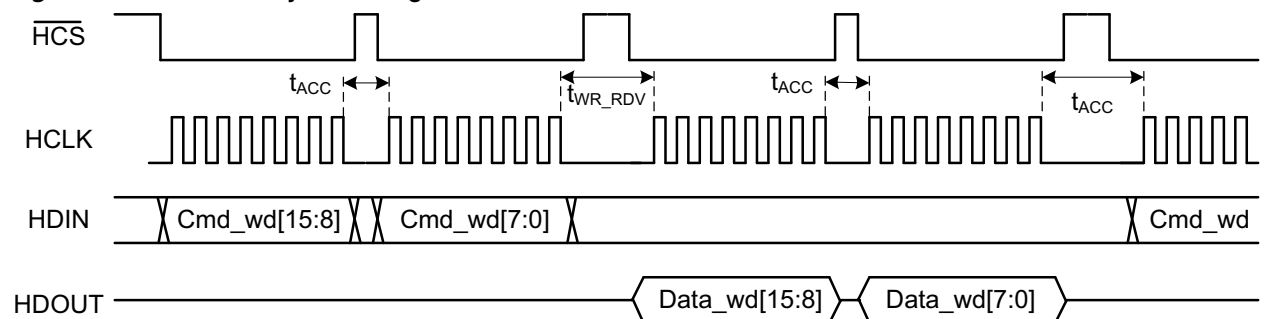 HCS
tACC
tWR_RDV
tACC
tACC
HCLK
HDIN
Cmd_wd[15:8]
Cmd_wd[7:0]
Cmd_wd
HDOUT
Data_wd[15:8]
Data_wd[7:0]